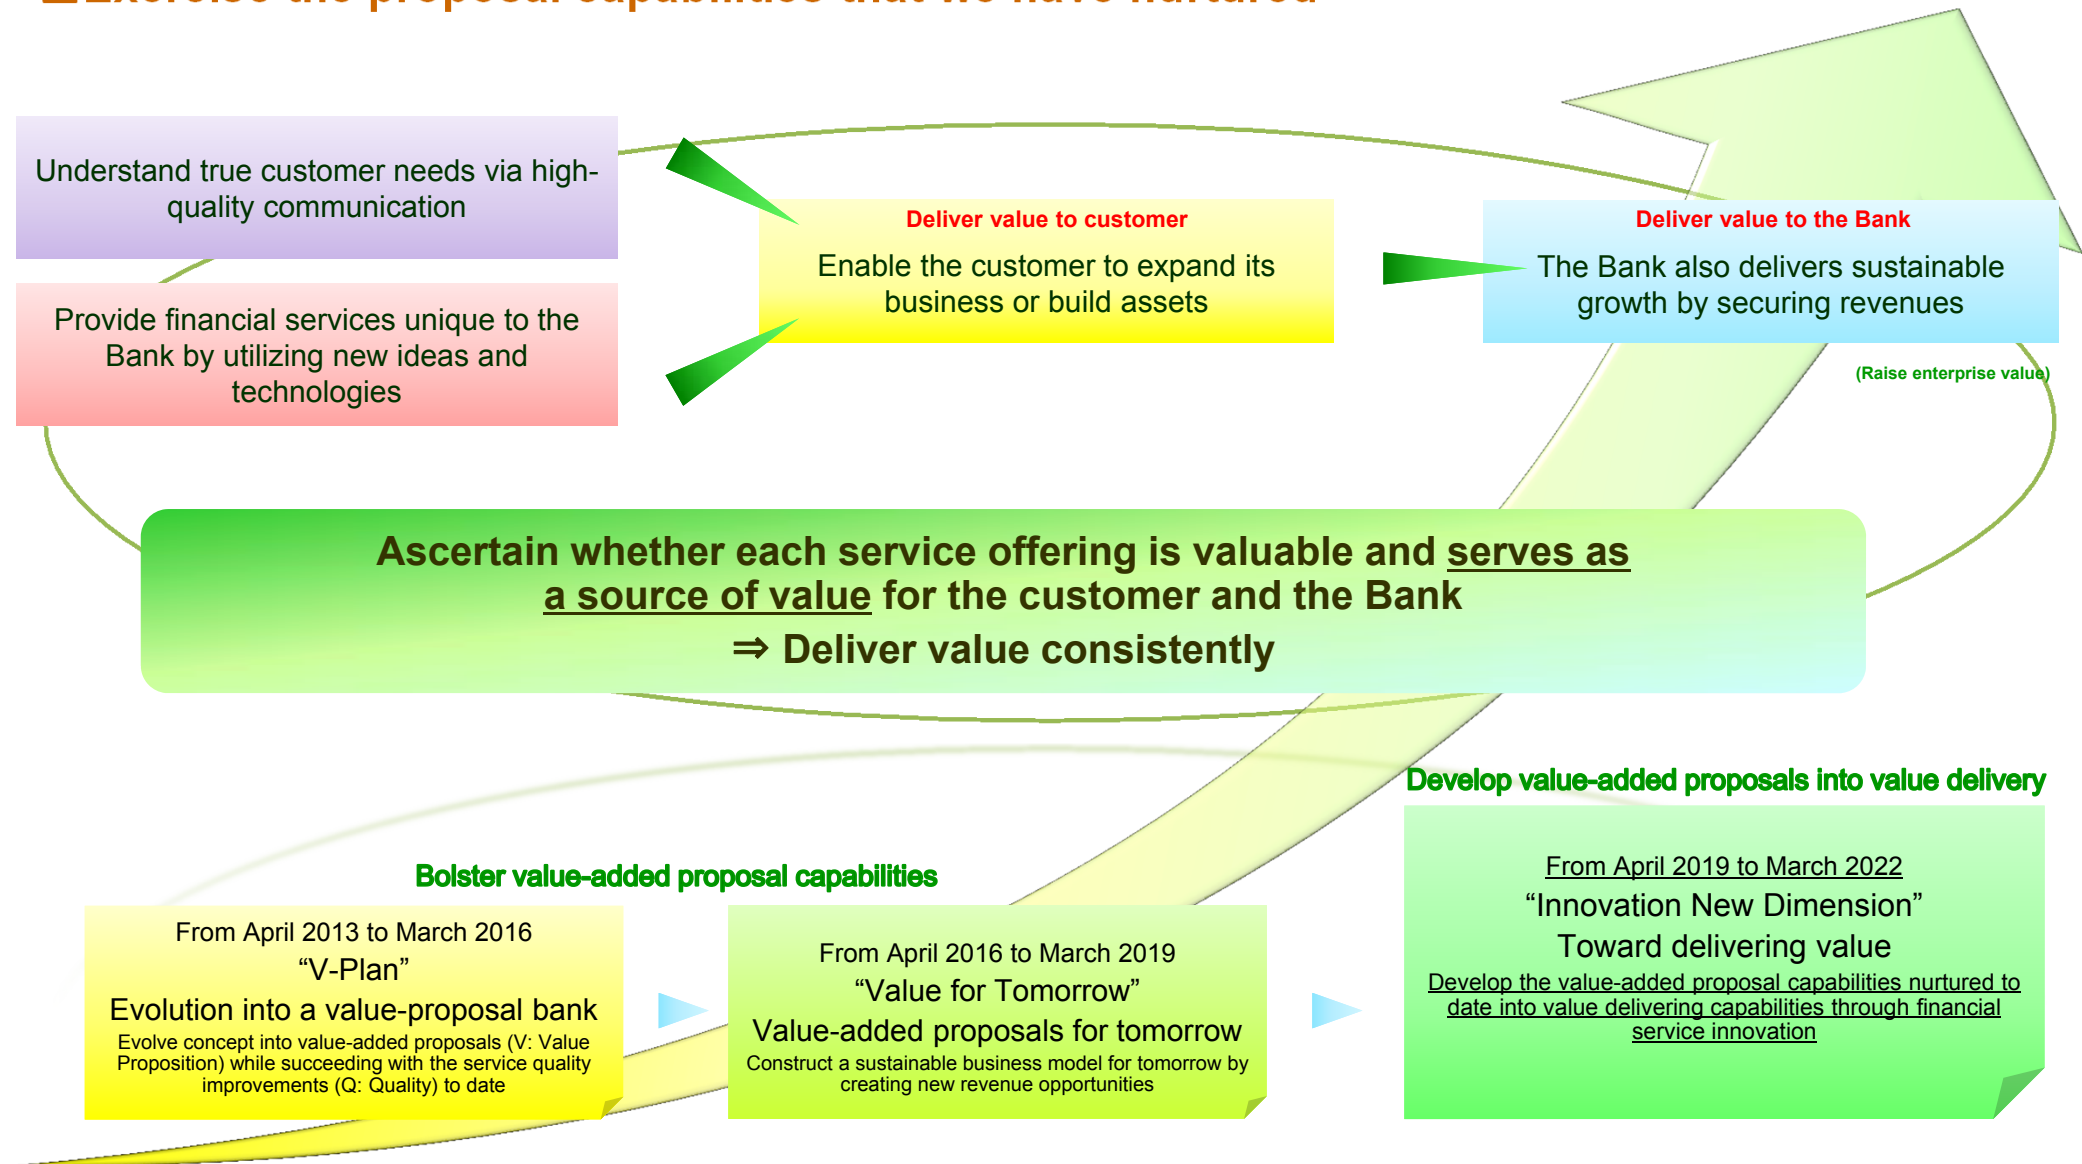 Exercise the proposal capabilities that we have nurtured
Understand true customer needs via high-
quality communication
Provide financial services unique to the
Bank by utilizing new ideas and
technologies
Deliver value to customer
Enable the customer to expand its
business or build assets
Deliver value to the Bank
The Bank also delivers sustainable
growth by securing revenues
(Raise enterprise value)
Ascertain whether each service offering is valuable and serves as
a source of value for the customer and the Bank
⇒ Deliver value consistently
Bolster value-added proposal capabilities
Develop value-added proposals into value delivery
From April 2013 to March 2016
“V-Plan”
Evolution into a value-proposal bank
Evolve concept into value-added proposals (V: Value
Proposition) while succeeding with the service quality
improvements (Q: Quality) to date
From April 2016 to March 2019
“Value for Tomorrow”
Value-added proposals for tomorrow
Construct a sustainable business model for tomorrow by
creating new revenue opportunities
From April 2019 to March 2022
“Innovation New Dimension”
Toward delivering value
Develop the value-added proposal capabilities nurtured to
date into value delivering capabilities through financial
service innovation